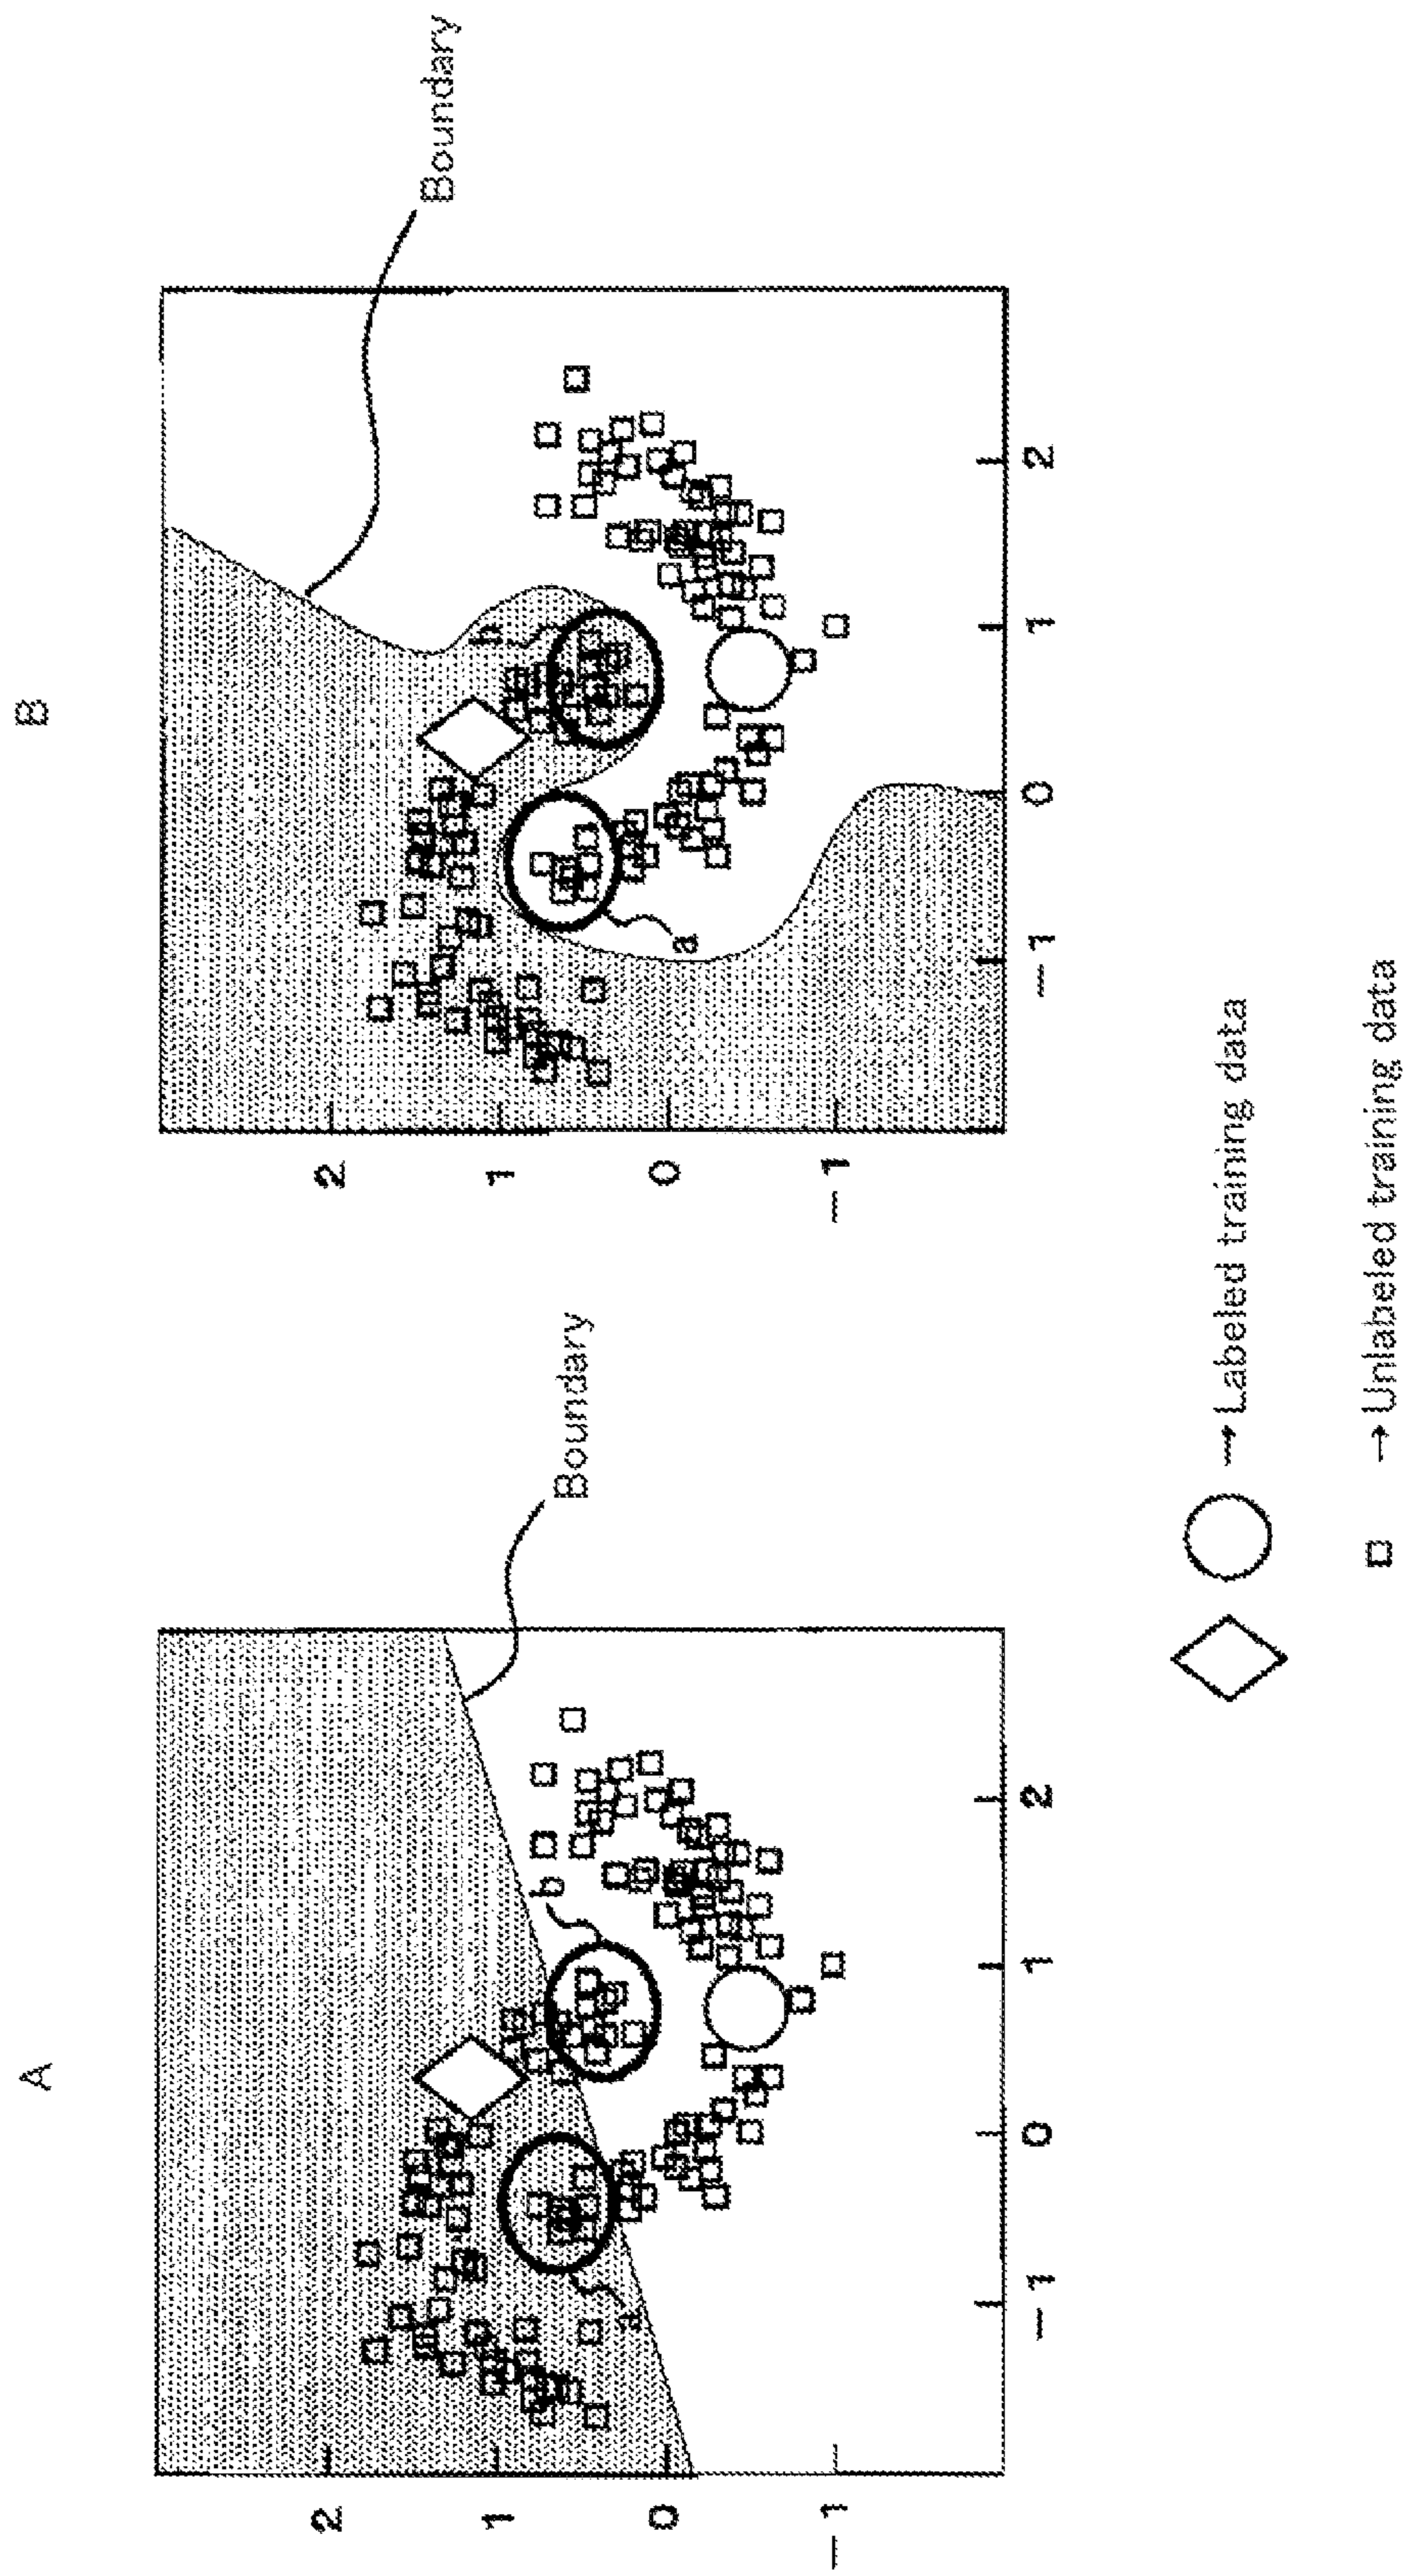 A
B
Boundary
Boundary
2
1
0
−1
a
b
−1
0
1
2
2
1
0
−1
a
b
−1
0
1
2
→ Labeled training data
→ Unlabeled training data